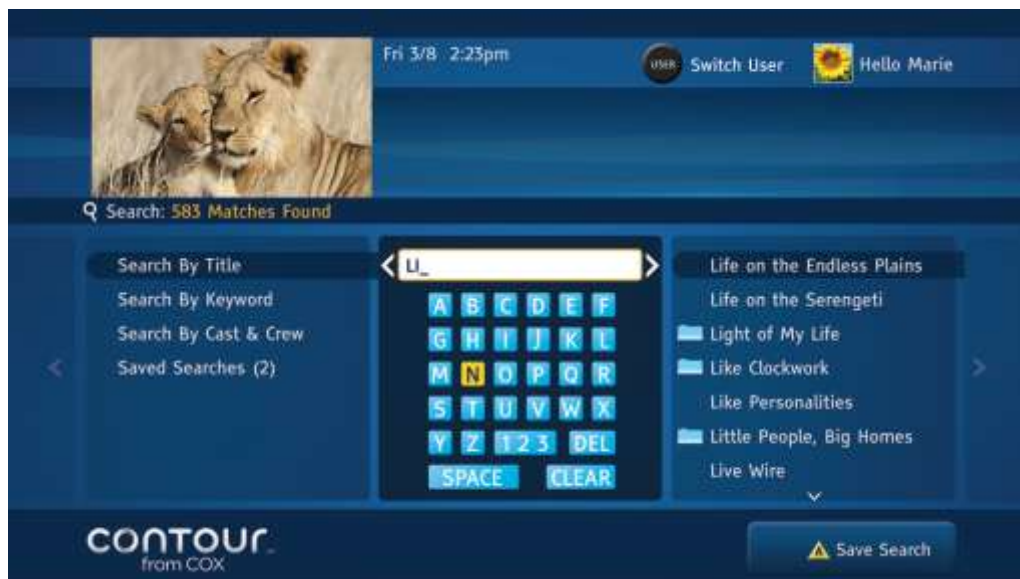 Fri 3/8 2:23pm
USER Switch User
Hello Marie
Search: 583 Matches Found
Search By Title
Search By Keyword
Search By Cast & Crew
Saved Searches (2)
LI_
A B C D E F
G H I J K L
M N O P Q R
S T U V W X
Y Z 1 2 3 DEL
SPACE CLEAR
Life on the Endless Plains
Life on the Serengeti
Light of My Life
Like Clockwork
Like Personalities
Little People, Big Homes
Live Wire
contour
from COX
A Save Search